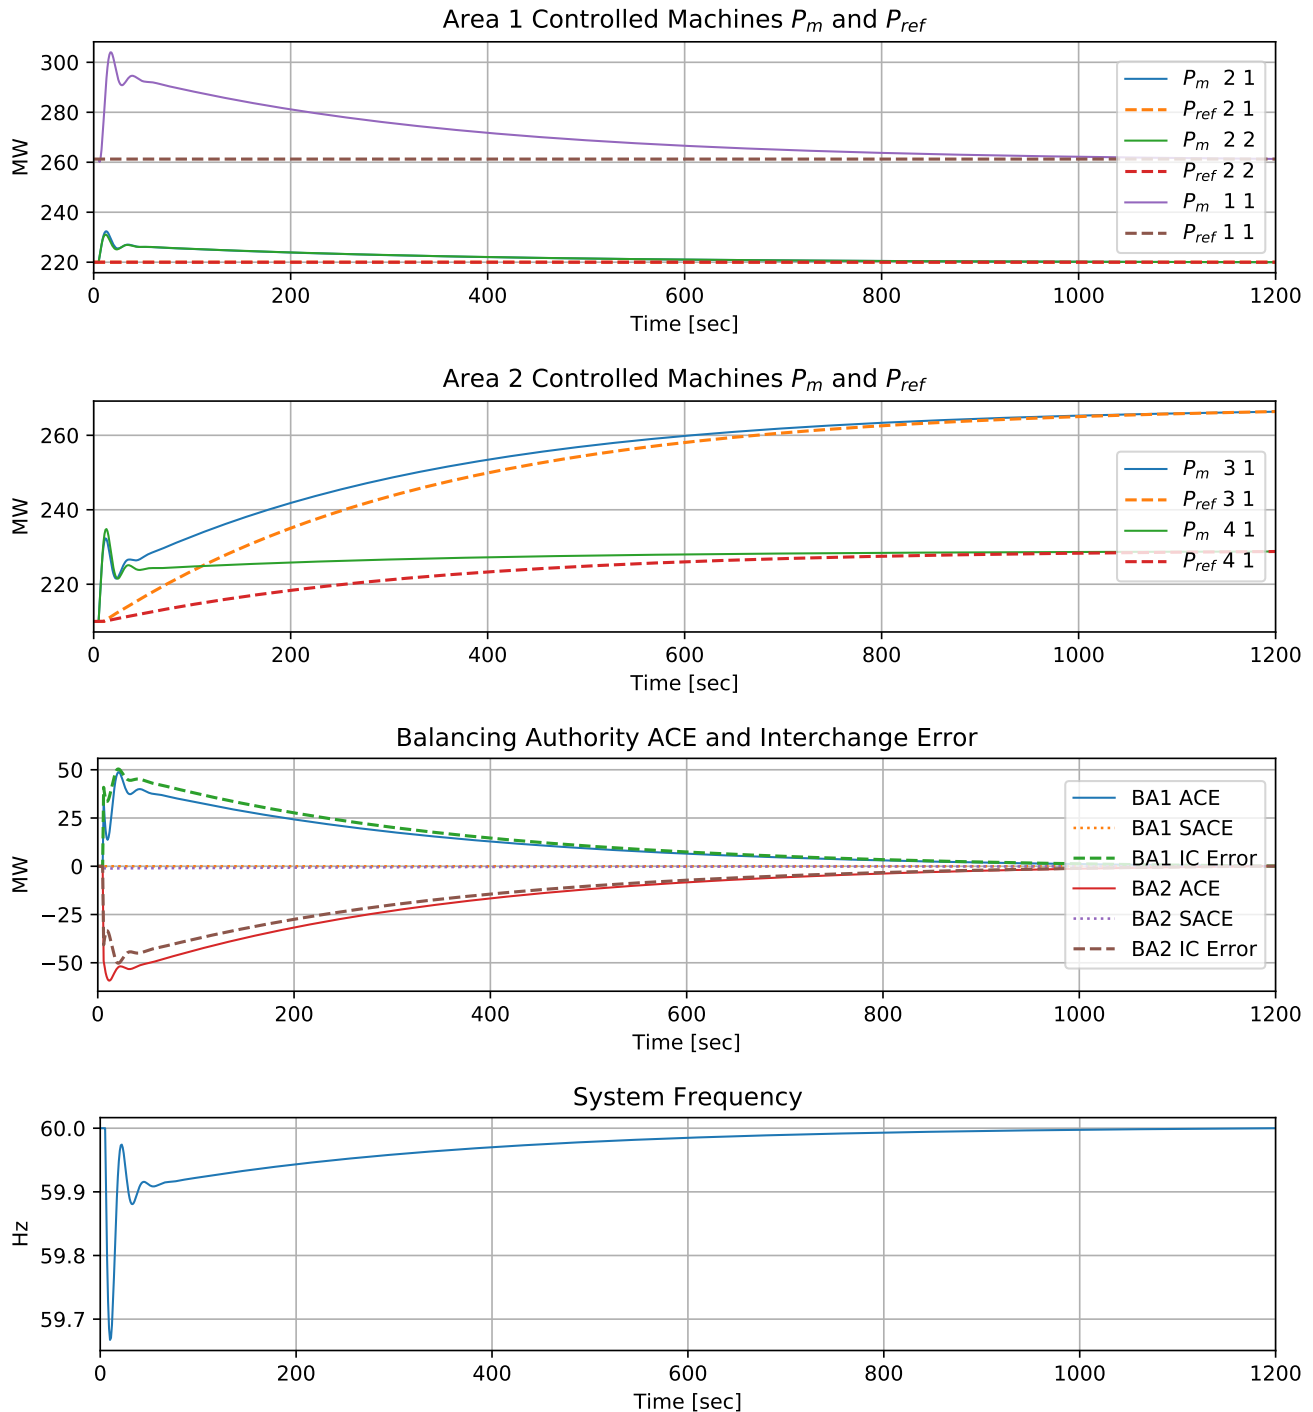 Area 1 Controlled Machines P_m and P_ref
MW
300
280
260
240
220
P_m 2 1
P_ref 2 1
P_m 2 2
P_ref 2 2
P_m 1 1
P_ref 1 1
0 200 400 600 800 1000 1200
Time [sec]
Area 2 Controlled Machines P_m and P_ref
MW
260
240
220
P_m 3 1
P_ref 3 1
P_m 4 1
P_ref 4 1
0 200 400 600 800 1000 1200
Time [sec]
Balancing Authority ACE and Interchange Error
MW
50
25
0
−25
−50
BA1 ACE
BA1 SACE
BA1 IC Error
BA2 ACE
BA2 SACE
BA2 IC Error
0 200 400 600 800 1000 1200
Time [sec]
System Frequency
Hz
60.0
59.9
59.8
59.7
0 200 400 600 800 1000 1200
Time [sec]